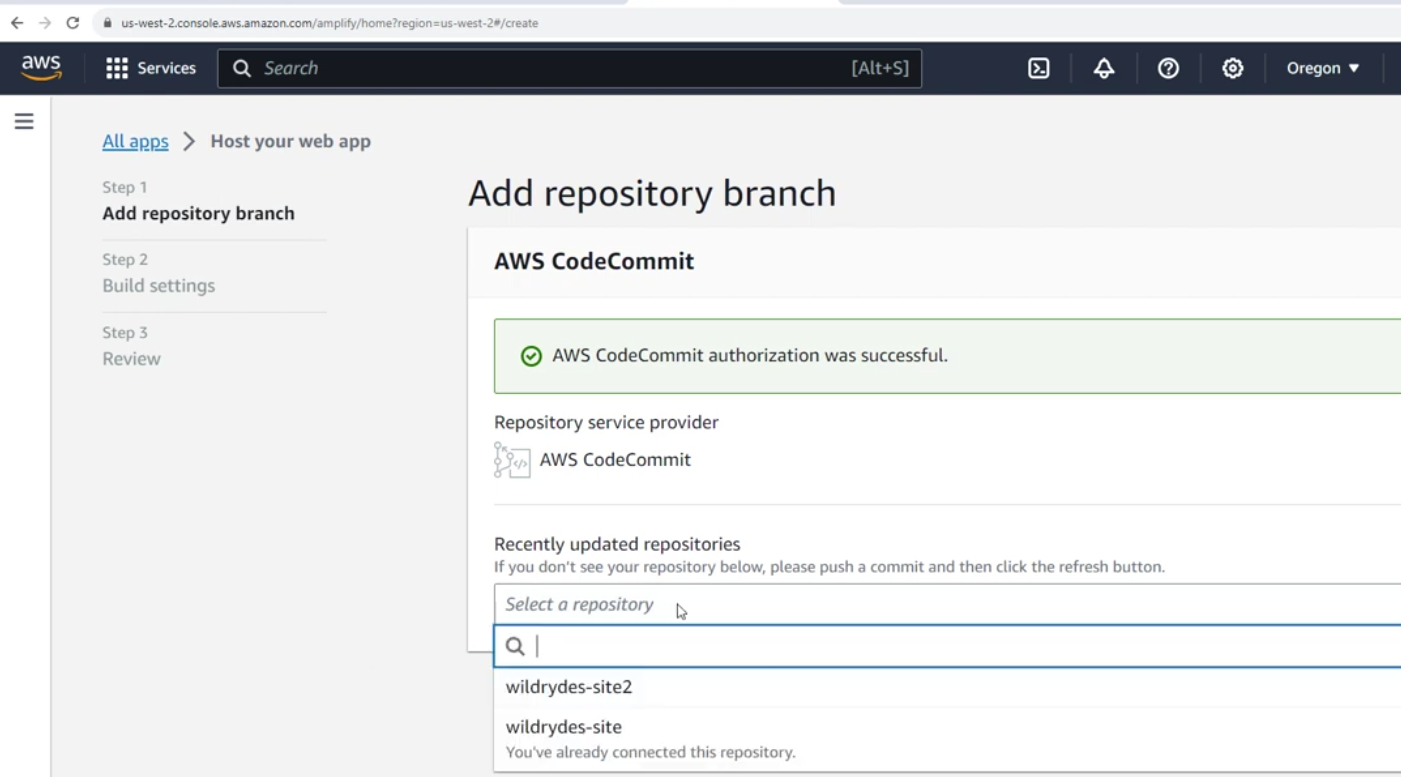 us-west-2.console.aws.amazon.com/amplify/home?region=us-west-2#/create
aws Services Search [Alt+S] Oregon
All apps Host your web app
Step 1
Add repository branch
Step 2
Build settings
Step 3
Review
Add repository branch
AWS CodeCommit
AWS CodeCommit authorization was successful.
Repository service provider
AWS CodeCommit
Recently updated repositories
If you don't see your repository below, please push a commit and then click the refresh button.
Select a repository
wildrydes-site2
wildrydes-site
You've already connected this repository.